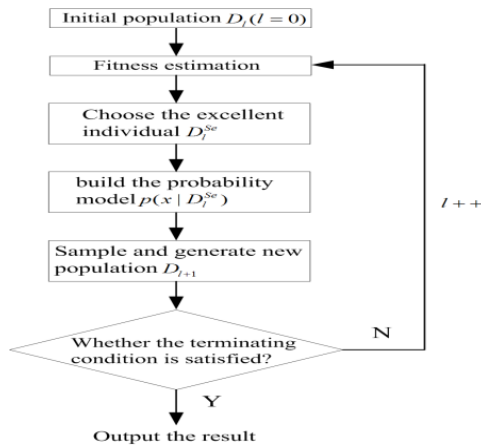 Initial population D_l (l = 0)
Fitness estimation
Choose the excellent
individual D_l^{Se}
build the probability
model p(x | D_l^{Se})
l + +
Sample and generate new
population D_{l+1}
Whether the terminating
condition is satisfied?
N
Y
Output the result